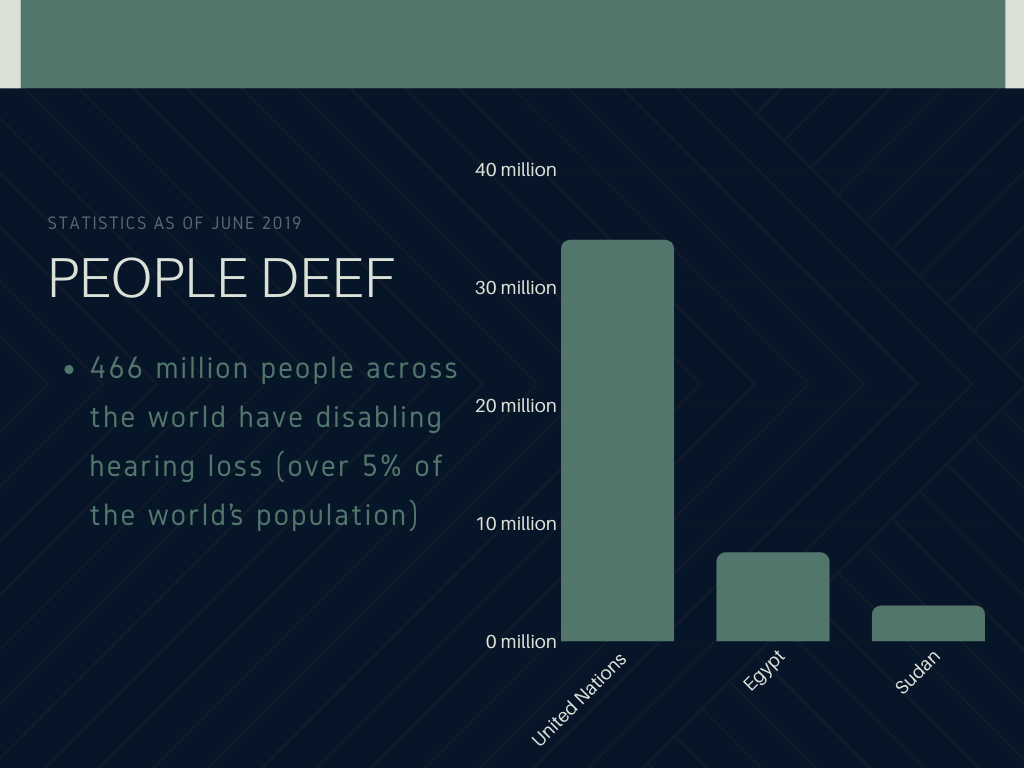 STATISTICS AS OF JUNE 2019
PEOPLE DEEF
• 466 million people across
the world have disabling
hearing loss (over 5% of
the world's population)
40 million
30 million
20 million
10 million
0 million
United Nations
Egypt
Sudan